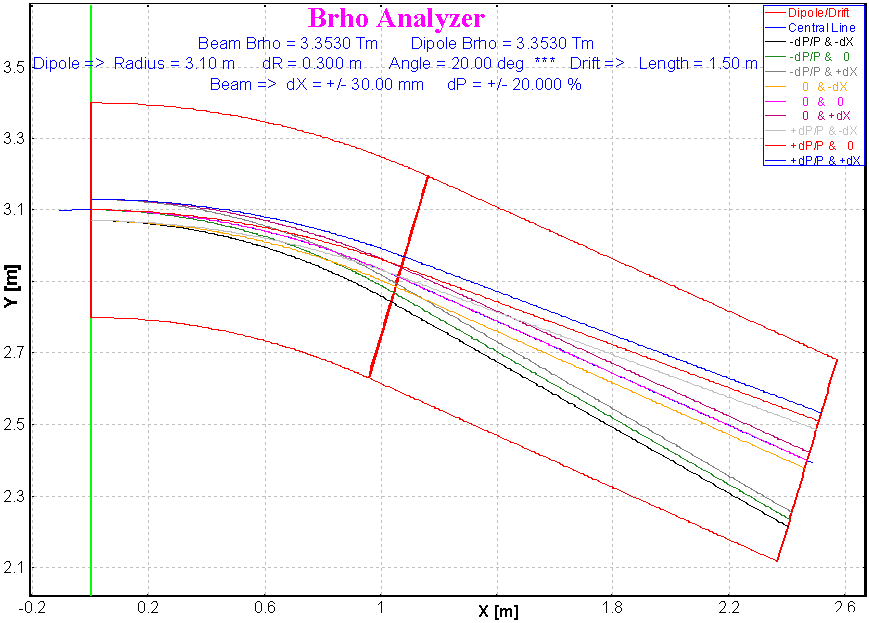 Brho Analyzer
Beam Brho = 3.3530 Tm Dipole Brho = 3.3530 Tm
Dipole => Radius = 3.10 m dR = 0.300 m Angle = 20.00 deg *** Drift => Length = 1.50 m
Beam => dX = +/- 30.00 mm dP = +/- 20.000 %
Dipole/Drift
Central Line
-dP/P & -dX
-dP/P & 0
-dP/P & +dX
0 & -dX
0 & 0
0 & +dX
+dP/P & -dX
+dP/P & 0
+dP/P & +dX
3.5
3.3
3.1
2.7
2.5
2.3
2.1
Y [m]
-0.2 0.2 0.6 1 1.8 2.2 2.6
X [m]